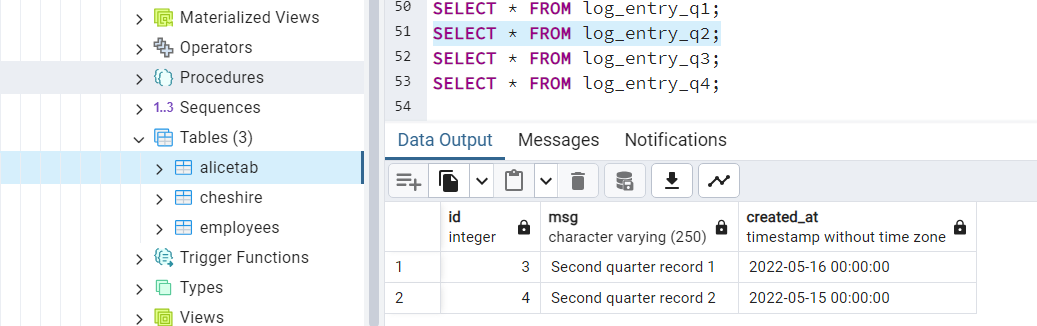 Materialized Views
Operators
Procedures
1..3 Sequences
Tables (3)
alicetab
cheshire
employees
Trigger Functions
Types
Views
50 SELECT * FROM log_entry_q1;
51 SELECT * FROM log_entry_q2;
52 SELECT * FROM log_entry_q3;
53 SELECT * FROM log_entry_q4;
54
Data Output Messages Notifications
id msg created_at
integer character varying (250) timestamp without time zone
1 3 Second quarter record 1 2022-05-16 00:00:00
2 4 Second quarter record 2 2022-05-15 00:00:00